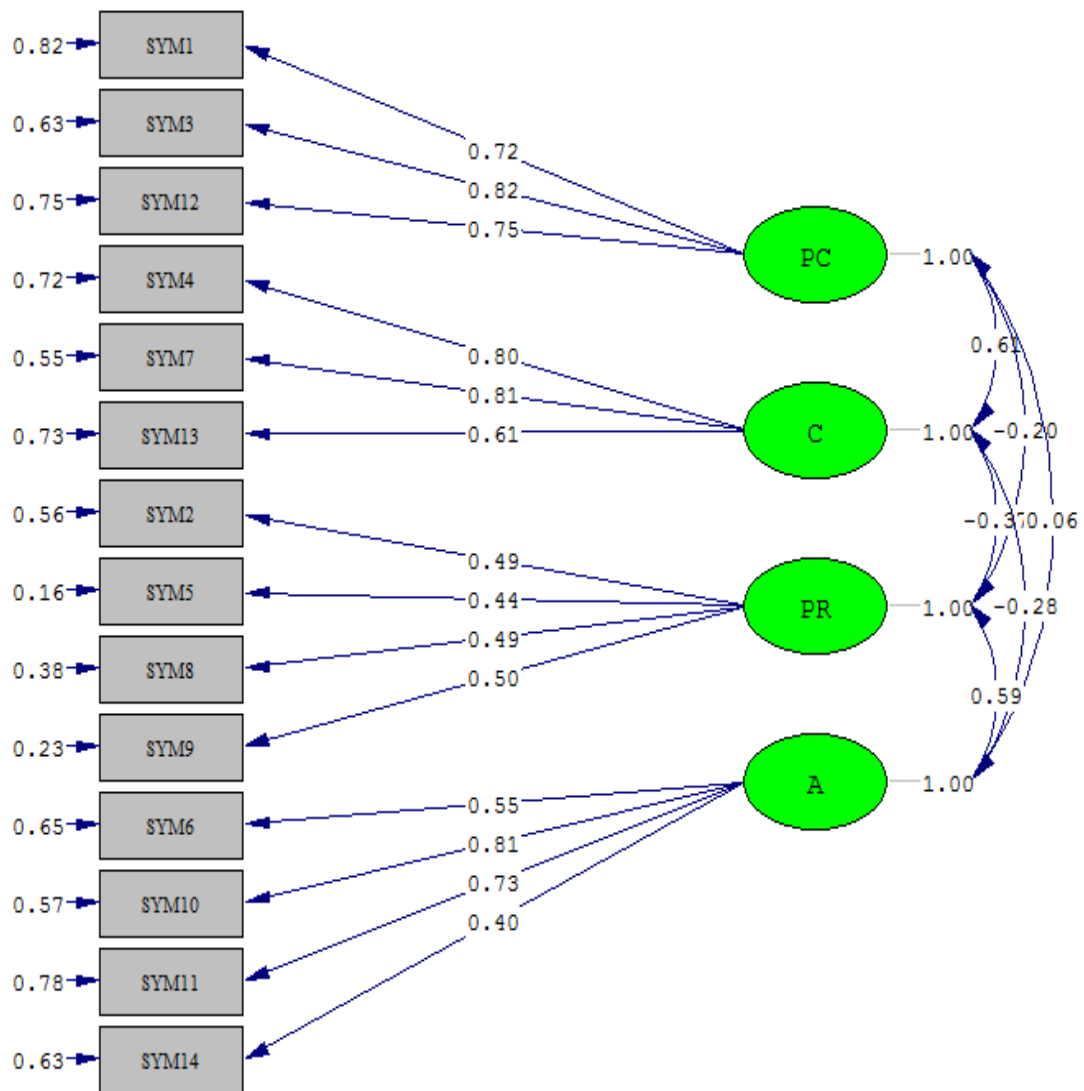 0.82 SYM1
0.63 SYM3
0.72
0.82
0.75 SYM12
0.75
PC 1.00
0.72 SYM4
0.61
0.55 SYM7
0.80
0.81
0.73 SYM13
0.61
C 1.00 -0.20
0.56 SYM2
-0.37 0.06
0.49
0.16 SYM5
0.44
PR 1.00 -0.28
0.49
0.38 SYM8
0.50
0.59
0.23 SYM9
A 1.00
0.65 SYM6
0.55
0.81
0.73
0.57 SYM10
0.40
0.78 SYM11
0.63 SYM14